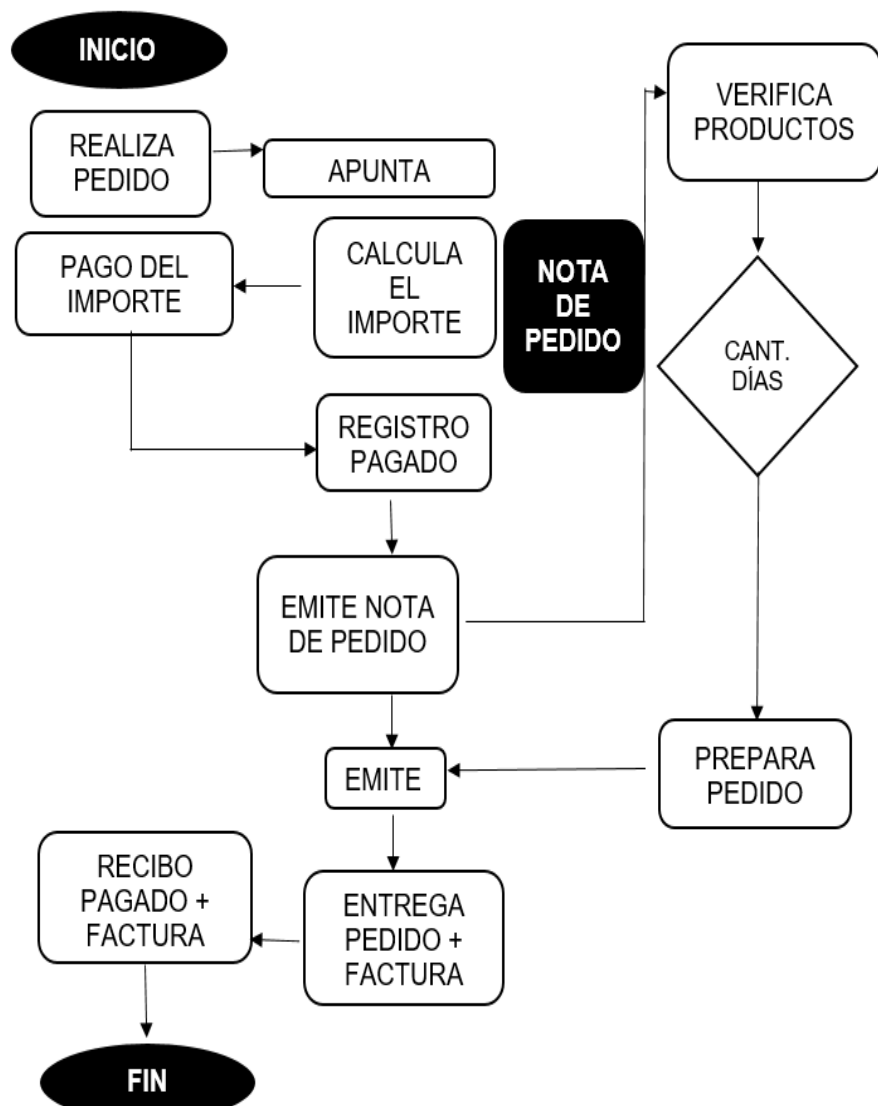 INICIO
REALIZA
PEDIDO
APUNTA
PAGO DEL
IMPORTE
CALCULA
EL
IMPORTE
NOTA
DE
PEDIDO
VERIFICA
PRODUCTOS
CANT.
DÍAS
REGISTRO
PAGADO
EMITE NOTA
DE PEDIDO
EMITE
PREPARA
PEDIDO
RECIBO
PAGADO +
FACTURA
ENTREGA
PEDIDO +
FACTURA
FIN